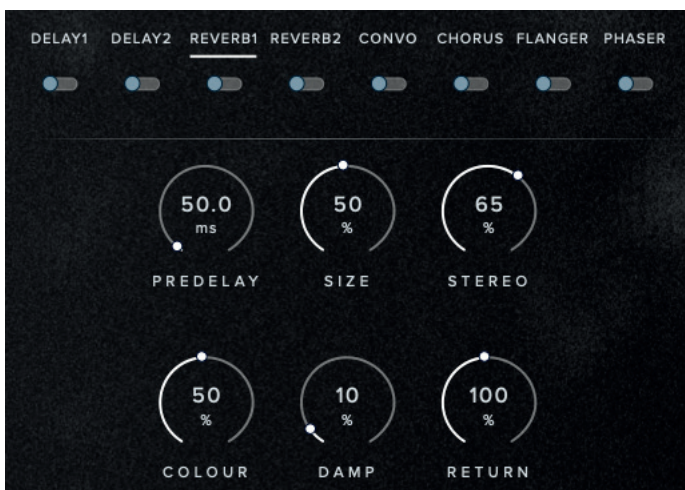 DELAY1 DELAY2 REVERB1 REVERB2 CONVO CHORUS FLANGER PHASER
50.0 50 65
ms % %
PREDELAY SIZE STEREO
50 10 100
% % %
COLOUR DAMP RETURN